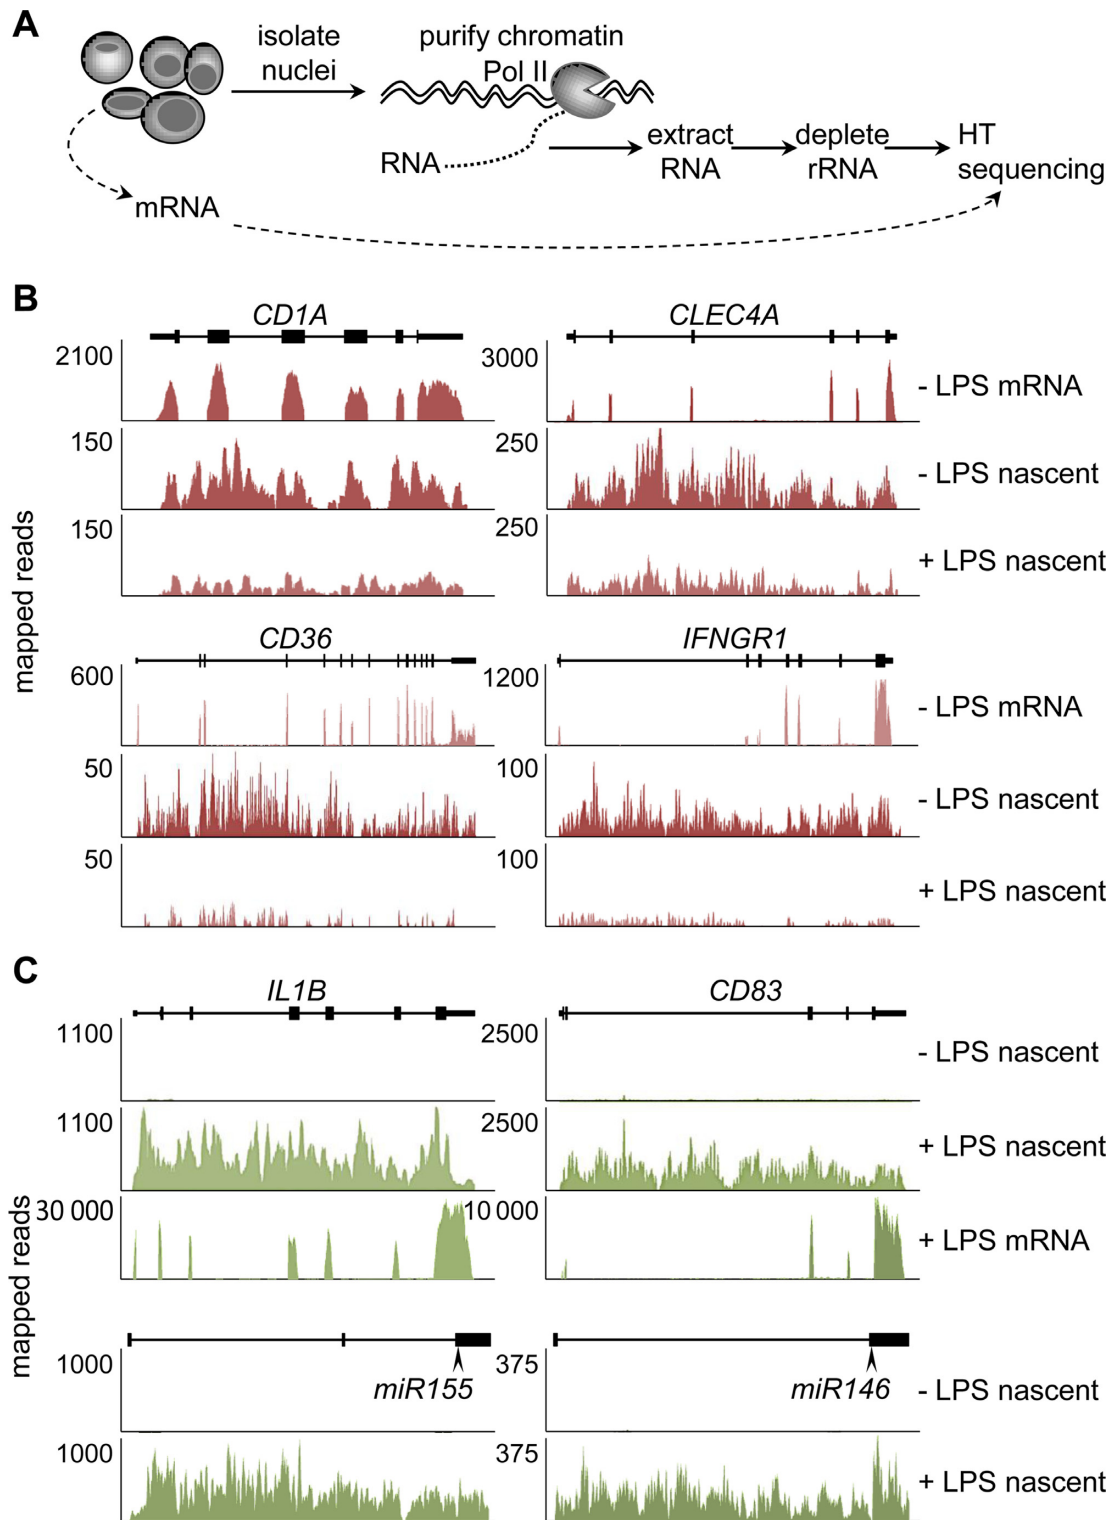 A
isolate
nuclei
purify chromatin
Pol II
RNA
extract
RNA
deplete
rRNA
HT
sequencing
mRNA
B
mapped reads
CD1A
CLEC4A
2100
3000
- LPS mRNA
150
250
- LPS nascent
150
250
+ LPS nascent
CD36
IFNGR1
600
1200
- LPS mRNA
50
100
- LPS nascent
50
100
+ LPS nascent
C
mapped reads
IL1B
CD83
1100
2500
- LPS nascent
1100
2500
+ LPS nascent
30 000
10 000
+ LPS mRNA
1000
375
miR155
miR146
- LPS nascent
1000
375
+ LPS nascent